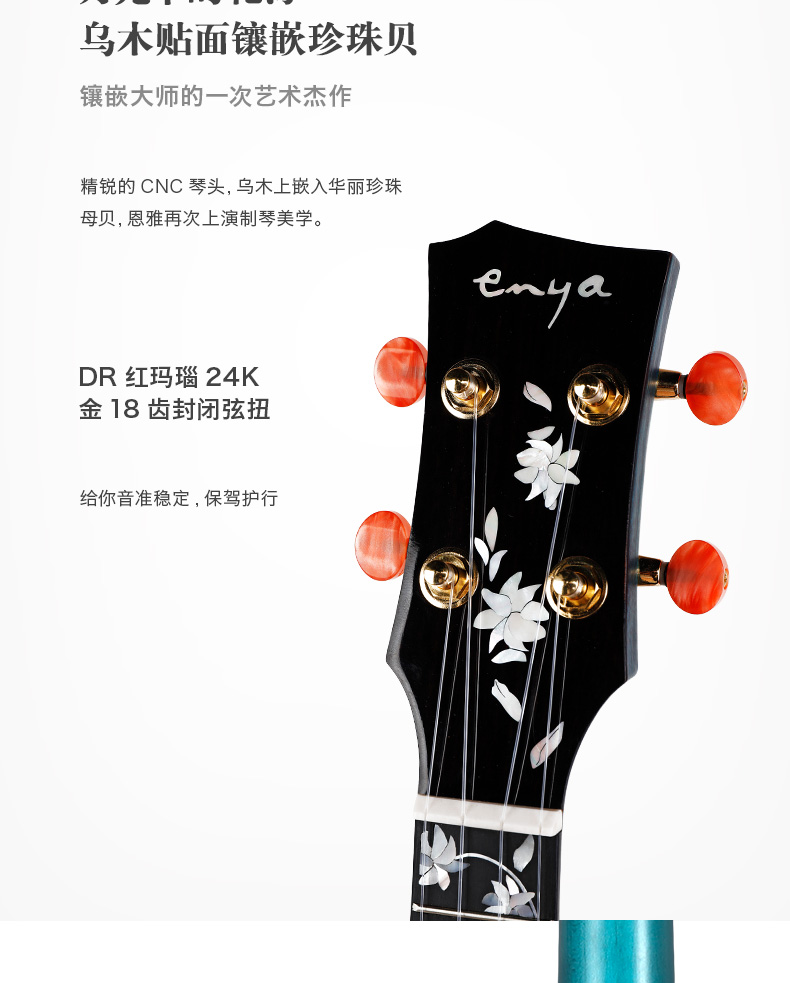 乌木贴面镶嵌珍珠贝
镶嵌大师的一次艺术杰作
精锐的 CNC 琴头, 乌木上嵌入华丽珍珠
母贝, 恩雅再次上演制琴美学。
enya
DR 红玛瑙 24K
金 18 齿封闭弦扭
给你音准稳定 , 保驾护行